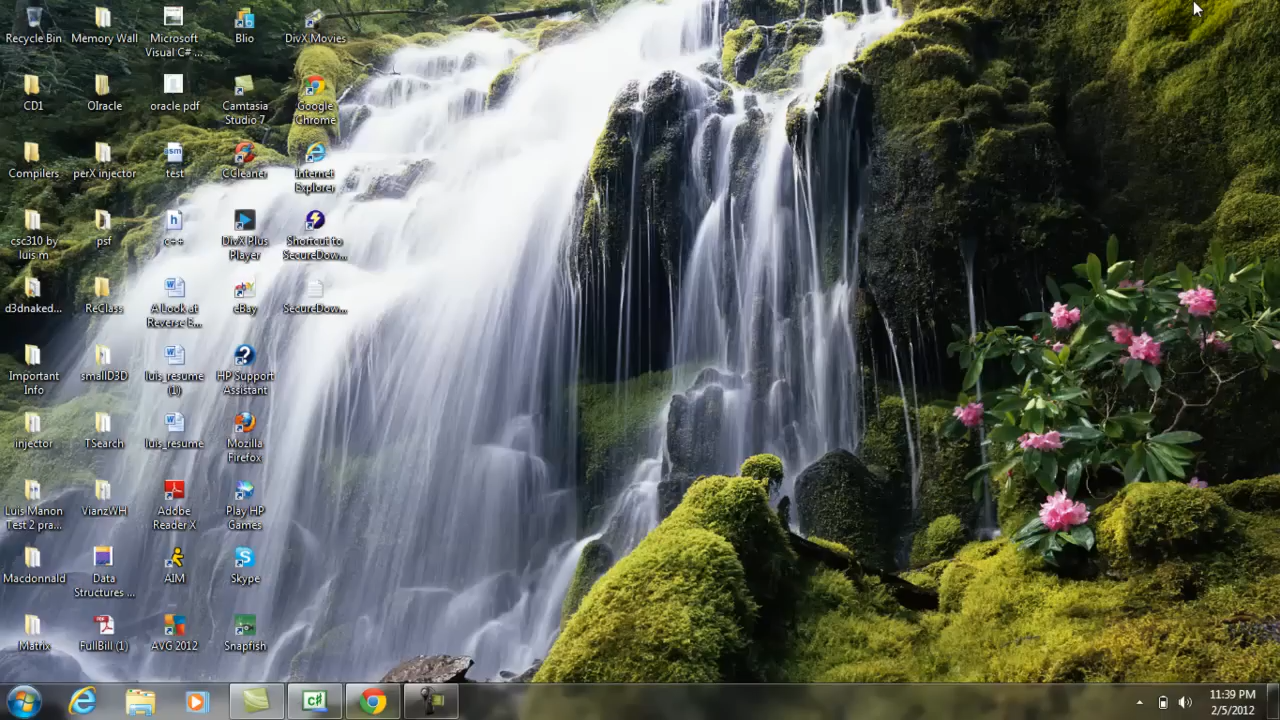 Recycle Bin
CD1
Compilers
csc310 by
luis m
d3dnaked...
Important
Info
injector
Luis Manon
Test 2 pra...
Macdonnald
Matrix
Memory Wall
OIracle
perX injector
psf
ReClass
smallD3D
TSearch
VianzWH
Data
Structures ...
FullBill (1)
Microsoft
Visual C# ...
oracle pdf
test
c++
A Look at
Reverse E...
luis_resume
(1)
luis_resume
Adobe
Reader X
AIM
AVG 2012
Blio
Camtasia
Studio 7
CCleaner
DivX Plus
Player
eBay
HP Support
Assistant
Mozilla
Firefox
Play HP
Games
Skype
Snapfish
DivX Movies
Google
Chrome
Internet
Explorer
Shortcut to
SecureDow...
SecureDow...
11:39 PM
2/5/2012